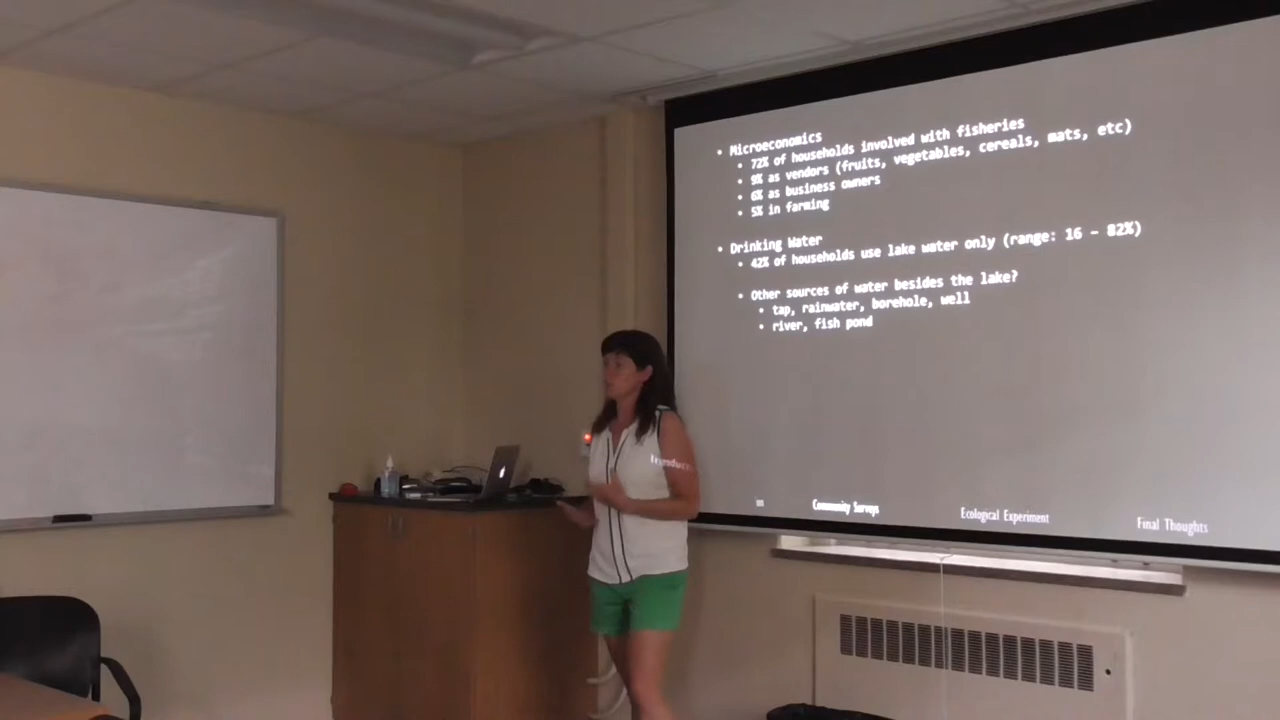 • Microeconomics
• 72% of households involved with fisheries
• 9% as vendors (fruits, vegetables, cereals, mats, etc)
• 6% as business owners
• 5% in farming
• Drinking Water
• 42% of households use lake water only (range: 16 – 82%)
• Other sources of water besides the lake?
• tap, rainwater, borehole, well
• river, fish pond
Community Surveys
Ecological Experiment
Final Thoughts